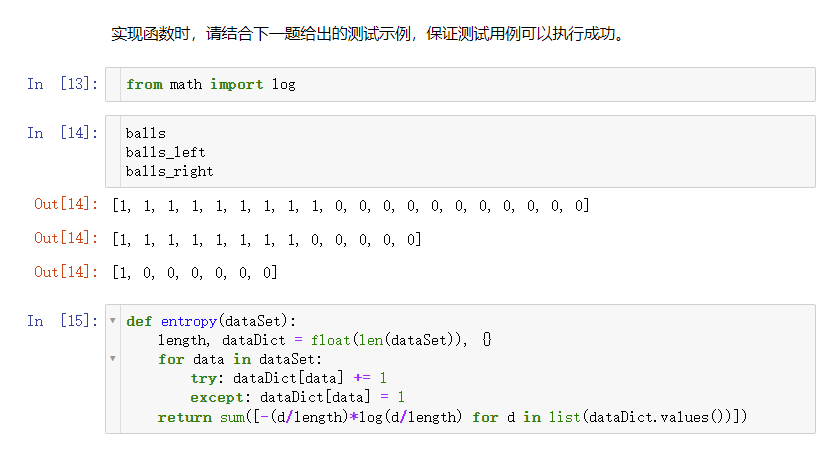 实现函数时，请结合下一题给出的测试示例，保证测试用例可以执行成功。
In [13]: from math import log
In [14]: balls
balls_left
balls_right
Out[14]: [1, 1, 1, 1, 1, 1, 1, 1, 1, 0, 0, 0, 0, 0, 0, 0, 0, 0, 0, 0]
Out[14]: [1, 1, 1, 1, 1, 1, 1, 1, 0, 0, 0, 0, 0]
Out[14]: [1, 0, 0, 0, 0, 0, 0]
In [15]: def entropy(dataSet):
    length, dataDict = float(len(dataSet)), {}
    for data in dataSet:
        try: dataDict[data] += 1
        except: dataDict[data] = 1
    return sum([-(d/length)*log(d/length) for d in list(dataDict.values())])